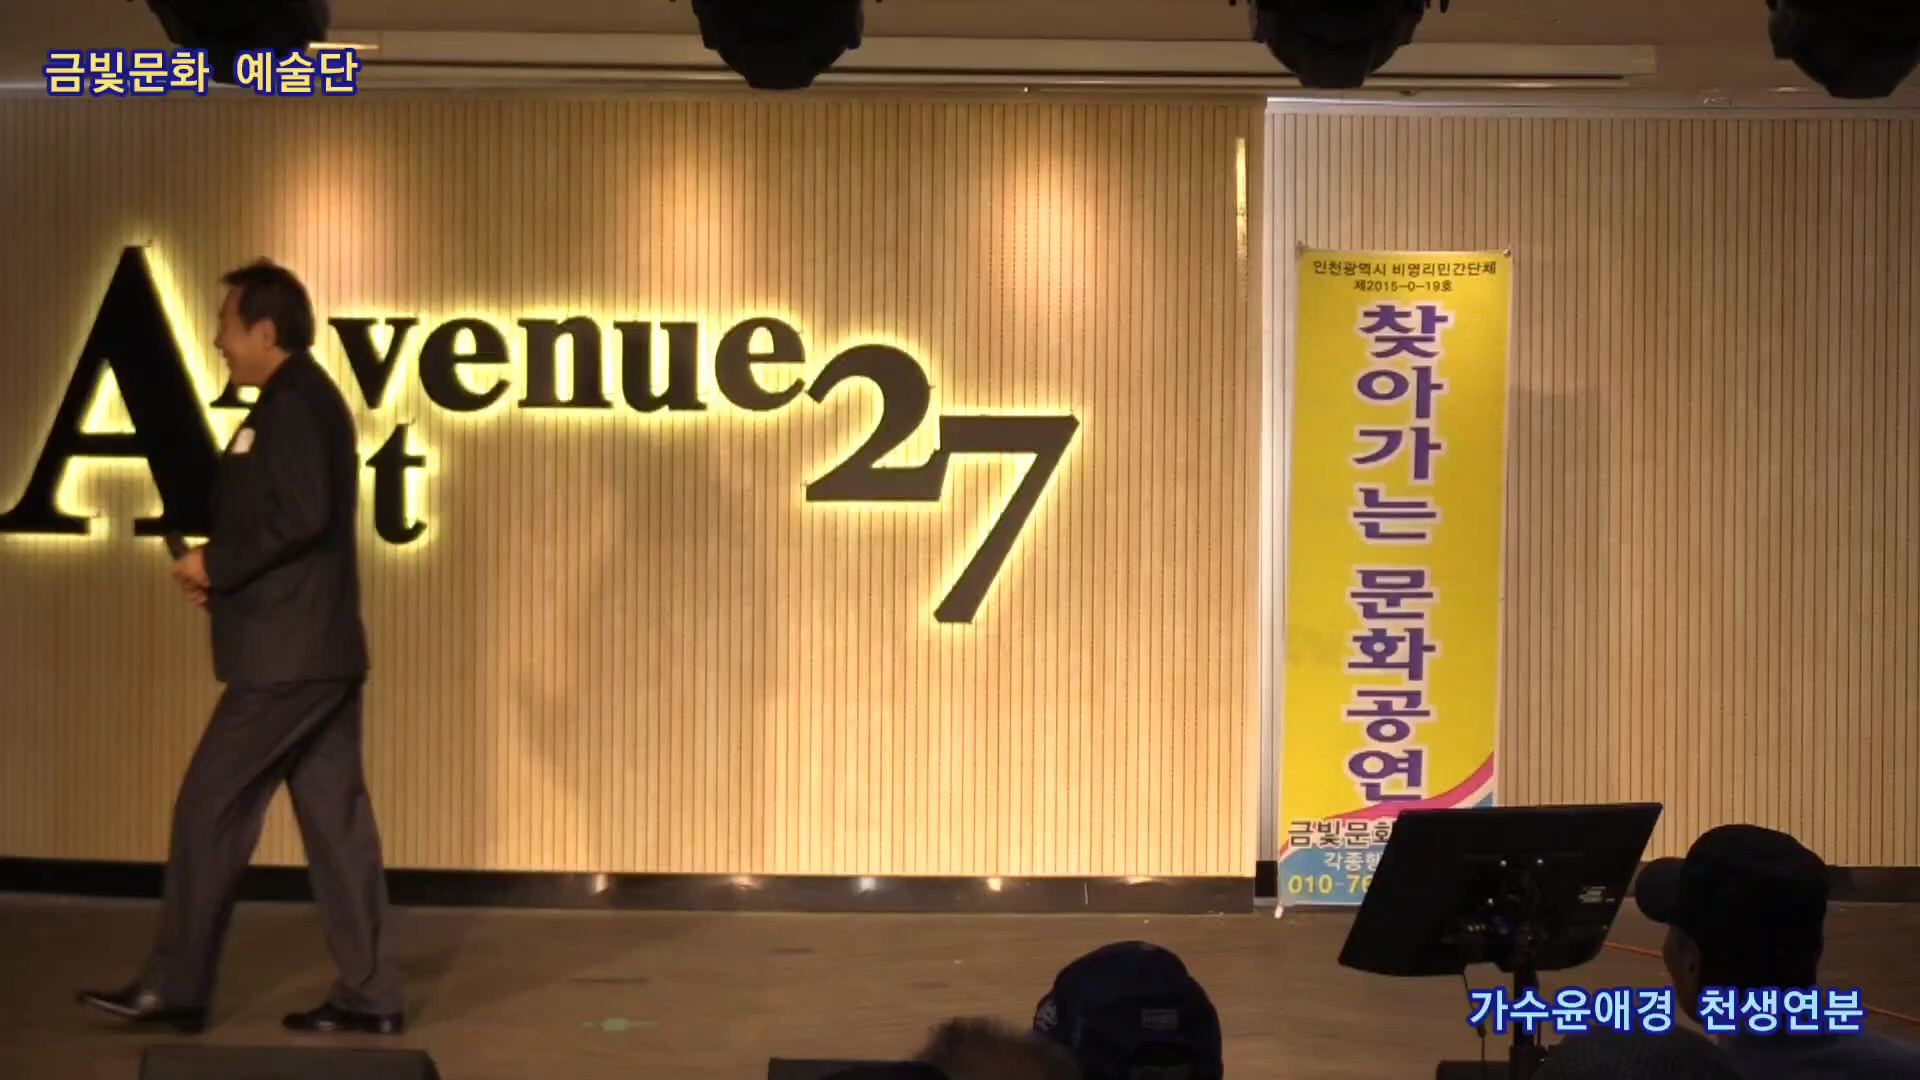 금빛문화 예술단
Avenue
27
인천광역시 비영리민간단체
제2015-0-19호
찾아가는 문화공연
금빛문화
각종
010-76
가수윤애경 천생연분